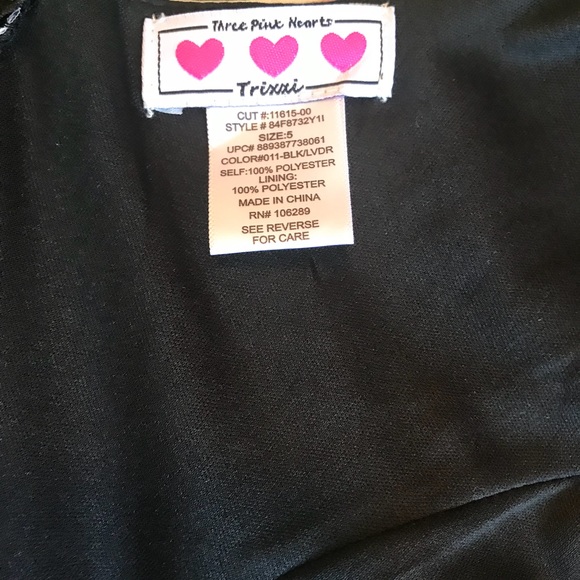 Three Pink Hearts
Trixxi
CUT #:11615-00
STYLE # 84F8732Y1I
SIZE:5
UPC# 889387738061
COLOR#011-BLK/LVDR
SELF:100% POLYESTER
LINING:
100% POLYESTER
MADE IN CHINA
RN# 106289
SEE REVERSE
FOR CARE